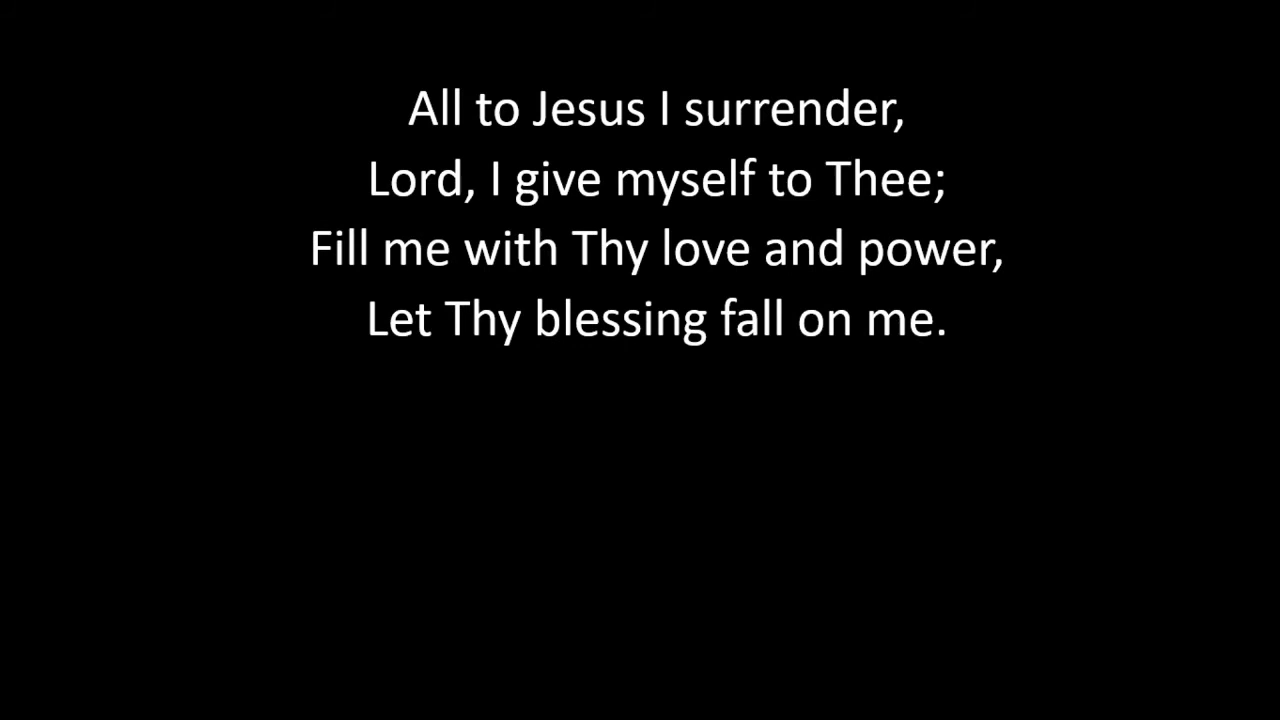 All to Jesus I surrender,
Lord, I give myself to Thee;
Fill me with Thy love and power,
Let Thy blessing fall on me.